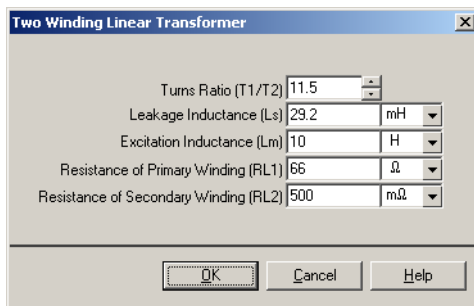 Two Winding Linear Transformer
Turns Ratio (T1/T2) 11.5
Leakage Inductance (Ls) 29.2 mH
Excitation Inductance (Lm) 10 H
Resistance of Primary Winding (RL1) 66 Ω
Resistance of Secondary Winding (RL2) 500 mΩ
OK Cancel Help